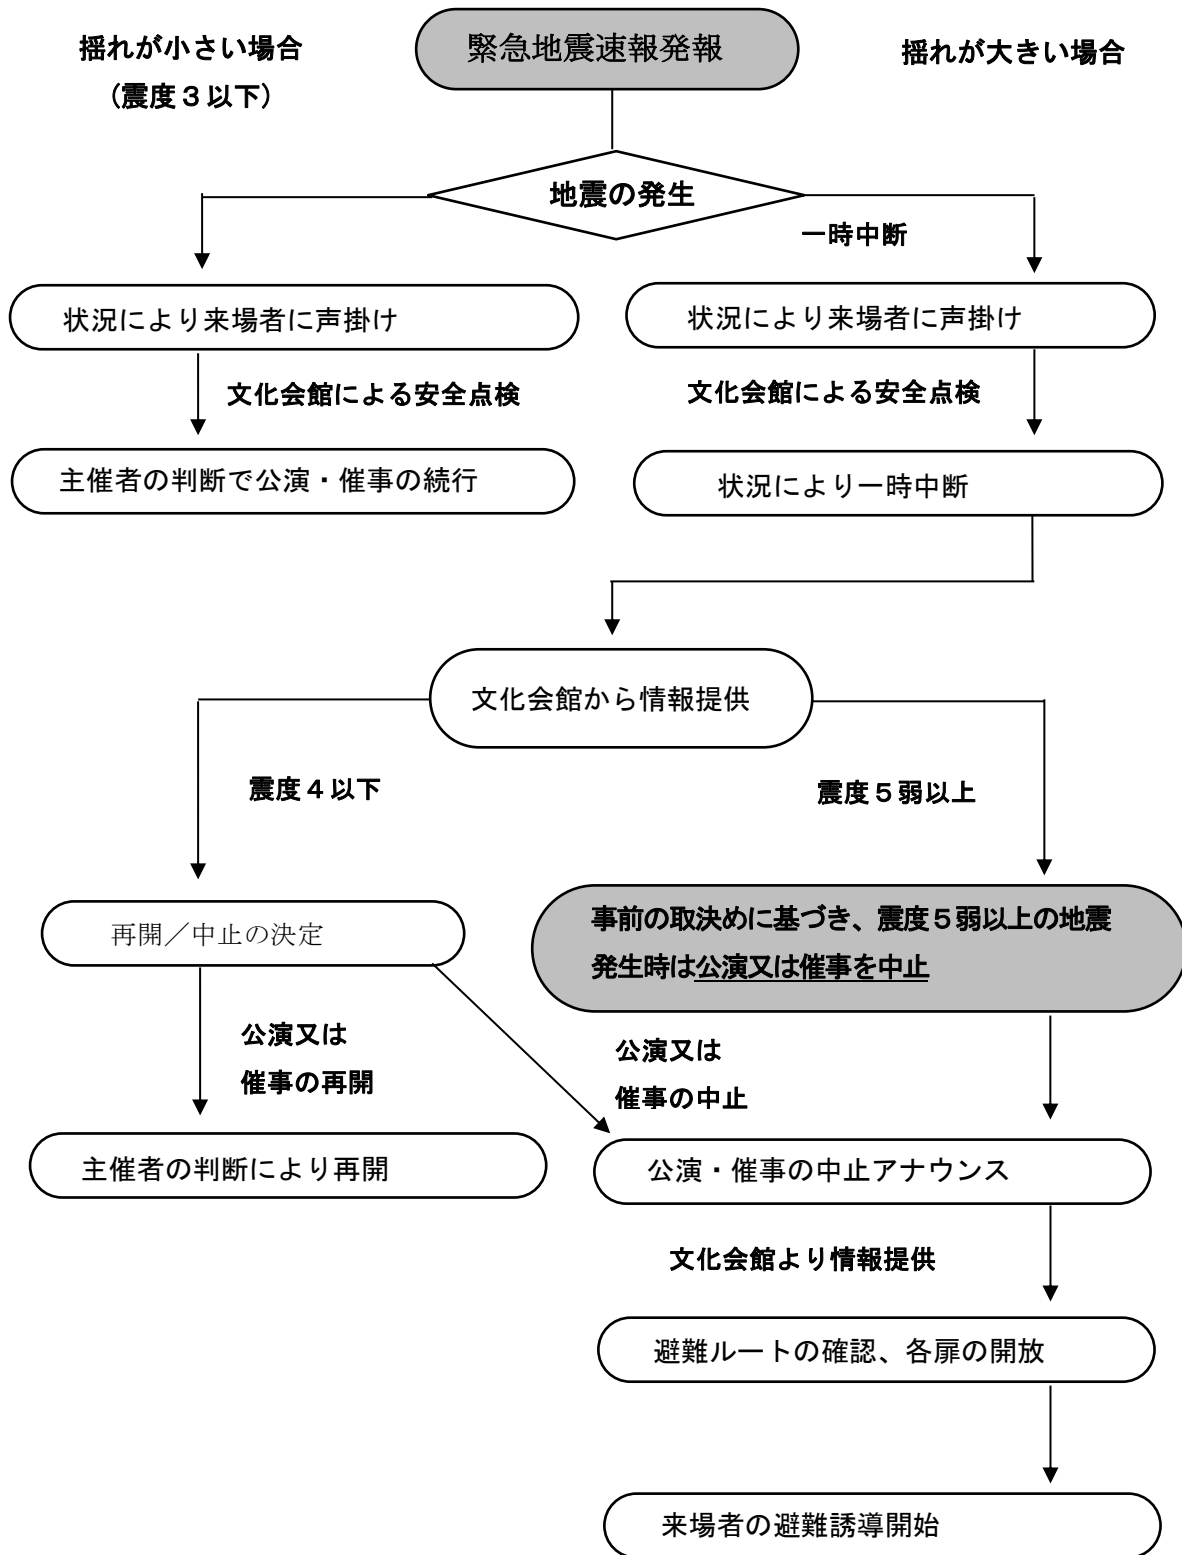 揺れが小さい場合
(震度３以下)
緊急地震速報発報
揺れが大きい場合
地震の発生
一時中断
状況により来場者に声掛け
状況により来場者に声掛け
文化会館による安全点検
文化会館による安全点検
主催者の判断で公演・催事の続行
状況により一時中断
文化会館から情報提供
震度４以下
震度５弱以上
再開／中止の決定
事前の取決めに基づき、震度５弱以上の地震
発生時は公演又は催事を中止
公演又は
催事の再開
公演又は
催事の中止
主催者の判断により再開
公演・催事の中止アナウンス
文化会館より情報提供
避難ルートの確認、各扉の開放
来場者の避難誘導開始